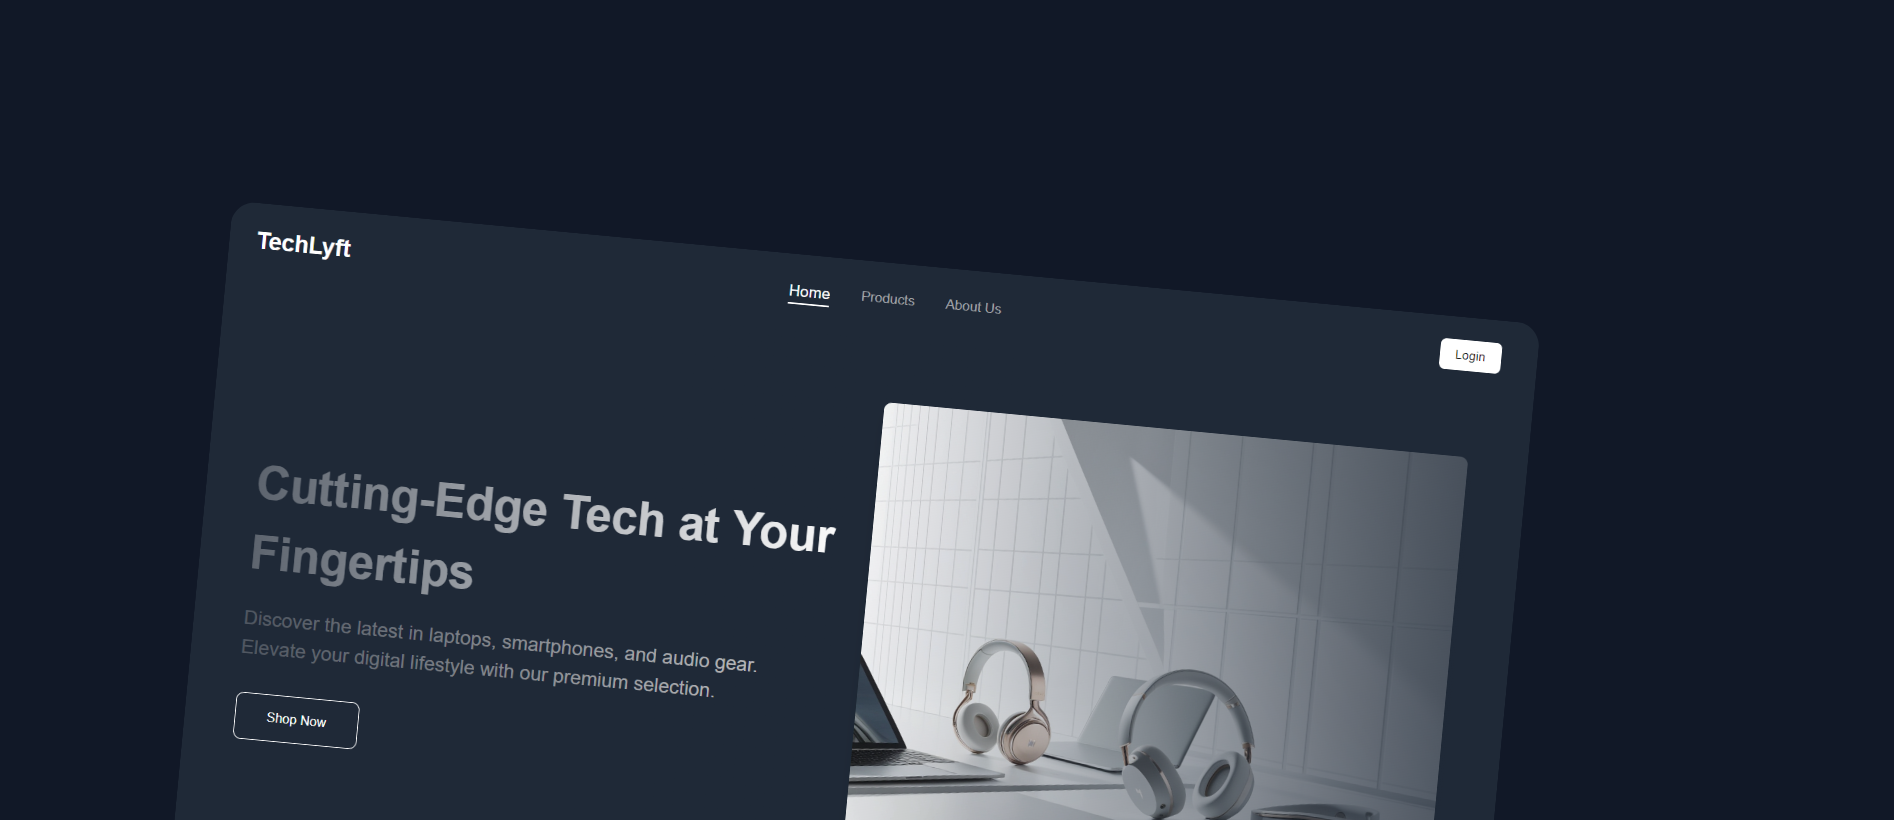 TechLyft
Home
Products
About Us
Login
Cutting-Edge Tech at Your
Fingertips
Discover the latest in laptops, smartphones, and audio gear.
Elevate your digital lifestyle with our premium selection.
Shop Now